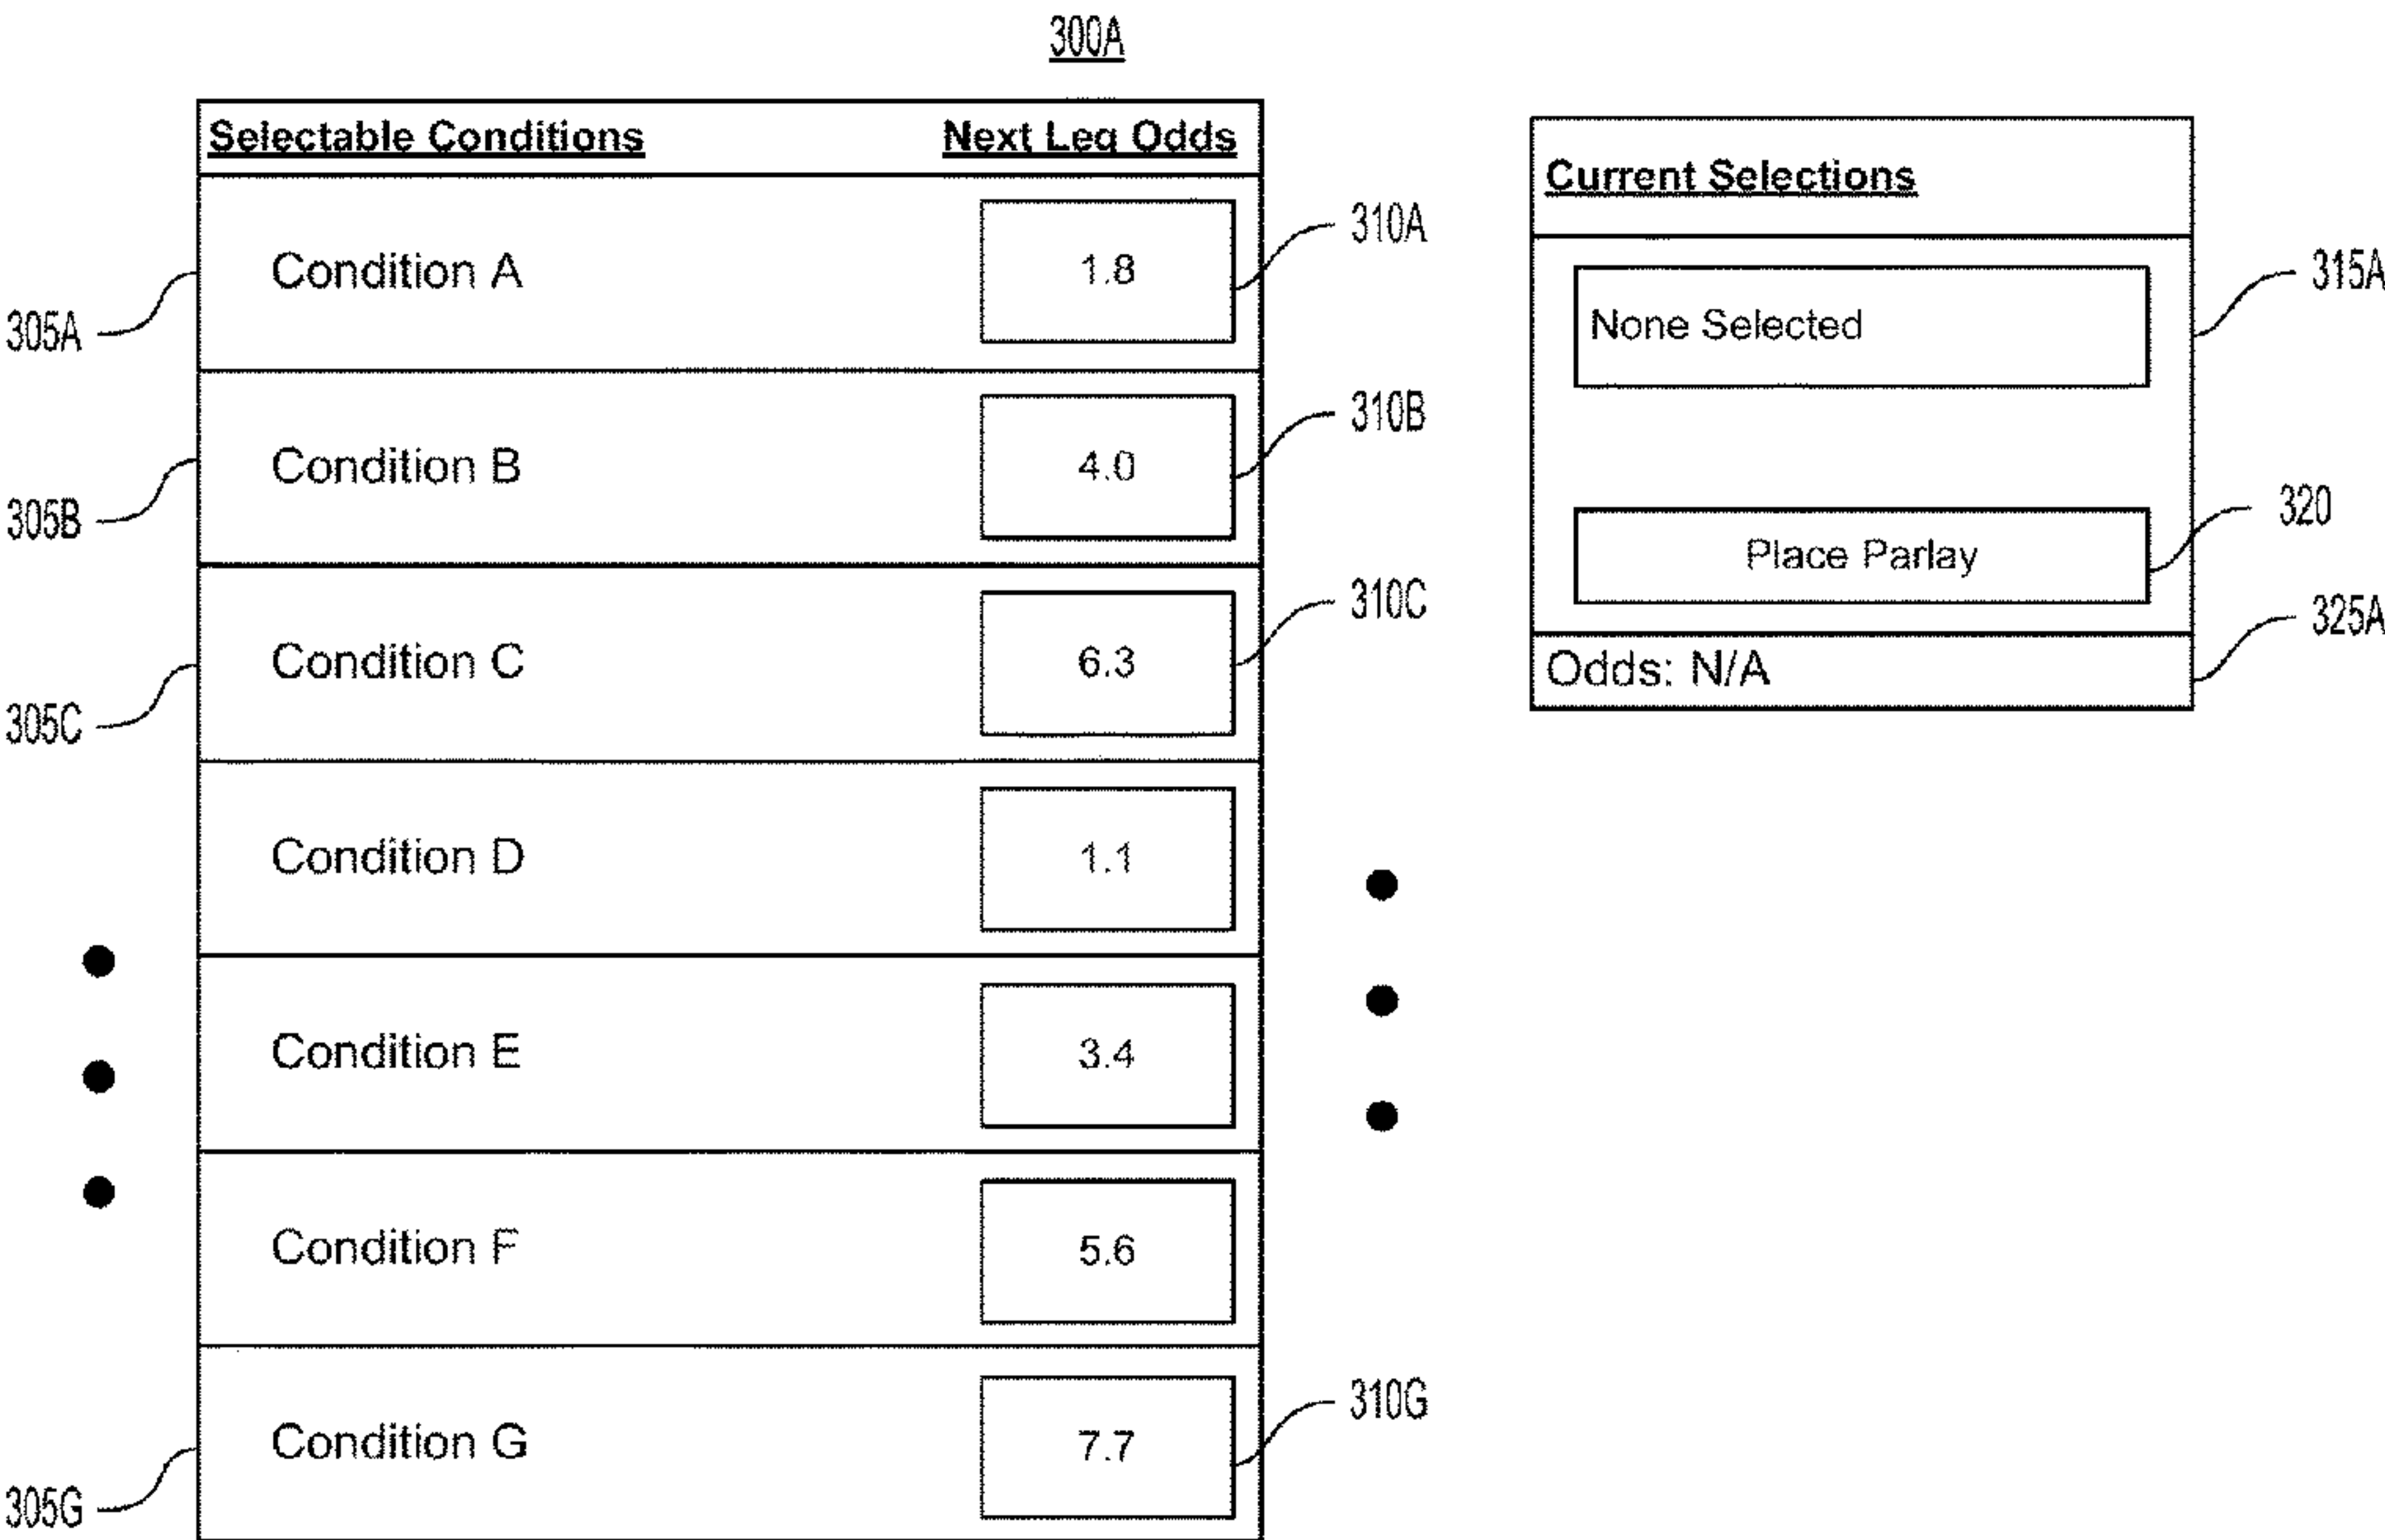 300A
Selectable Conditions Next Leg Odds
Condition A 1.8
305A
310A
Condition B 4.0
305B
310B
Condition C 6.3
305C
310C
Condition D 1.1
Condition E 3.4
Condition F 5.6
Condition G 7.7
305G
310G
Current Selections
None Selected
315A
Place Parlay
320
Odds: N/A
325A